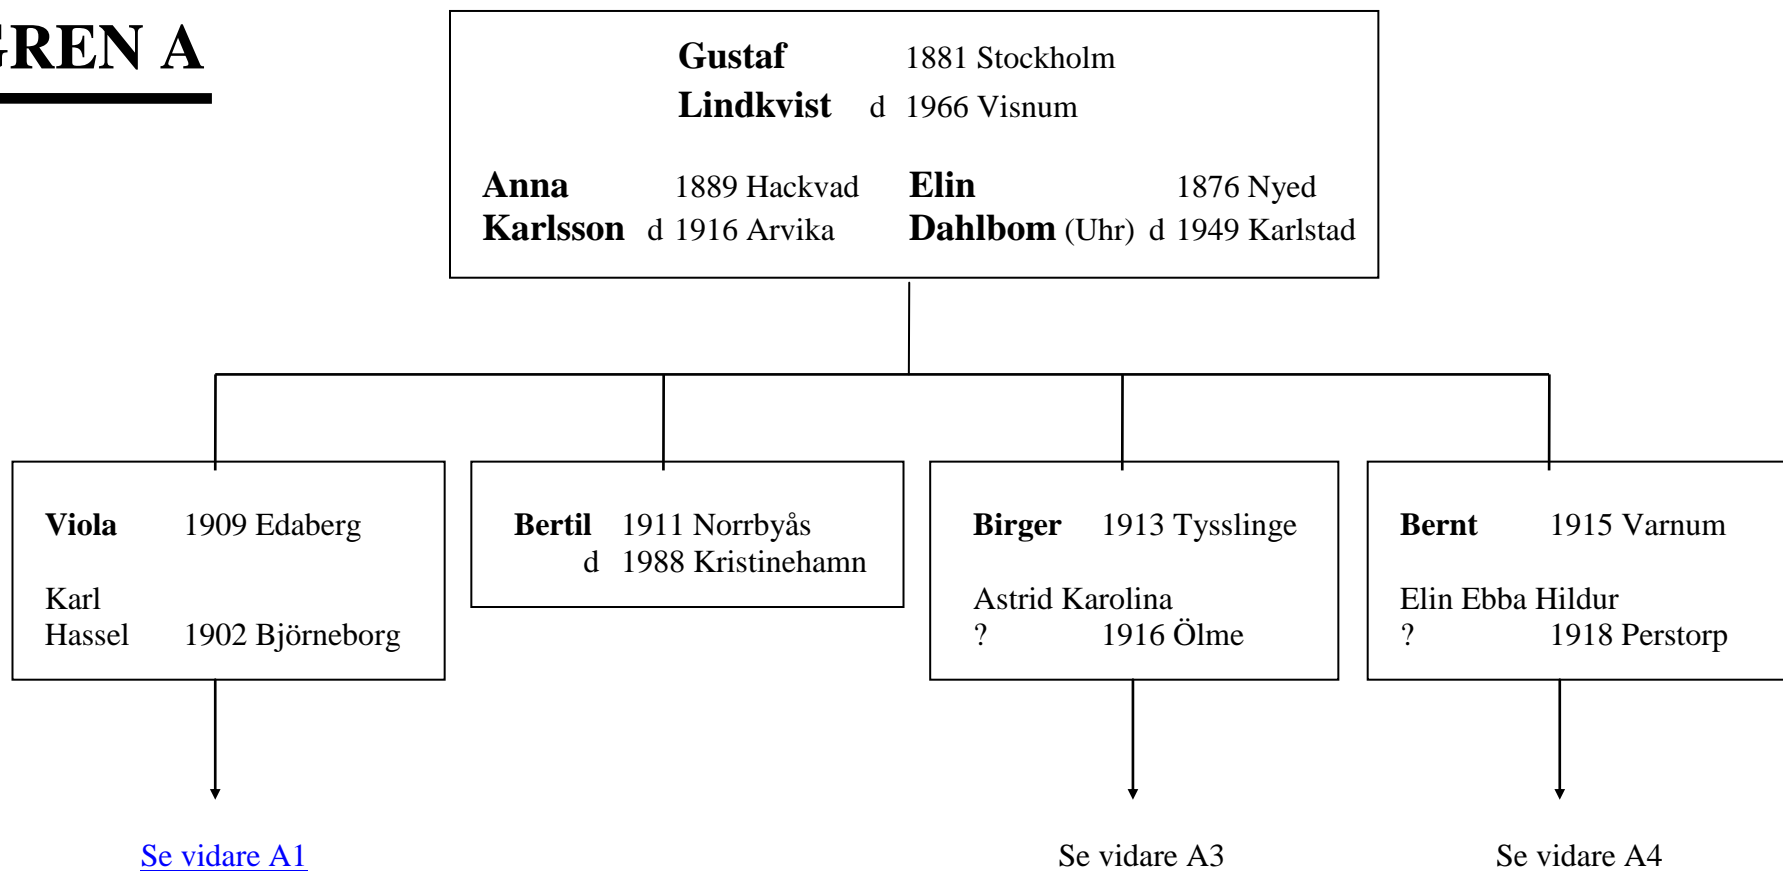 GREN A
Gustaf 1881 Stockholm
Lindkvist d 1966 Visnum
Anna 1889 Hackvad Elin 1876 Nyed
Karlsson d 1916 Arvika Dahlbom (Uhr) d 1949 Karlstad
Viola 1909 Edaberg
Karl
Hassel 1902 Björneborg
Bertil 1911 Norrbyås
d 1988 Kristinehamn
Birger 1913 Tysslinge
Astrid Karolina
? 1916 Ölme
Bernt 1915 Varnum
Elin Ebba Hildur
? 1918 Perstorp
Se vidare A1
Se vidare A3
Se vidare A4